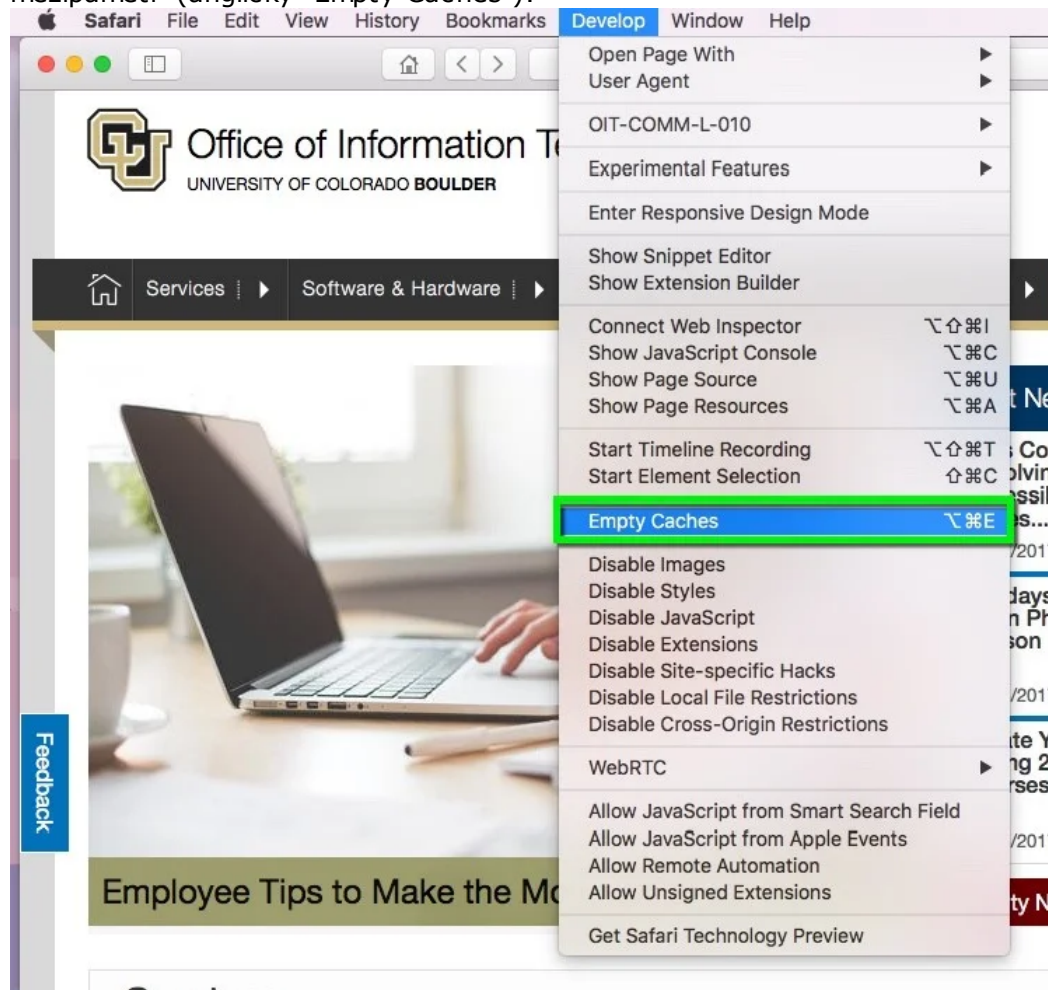 (anglicky "Empty Caches").
Safari File Edit View History Bookmarks Develop Window Help
Office of Information
UNIVERSITY OF COLORADO BOULDER
CU
Services
Software & Hardware
Open Page With
User Agent
OIT-COMM-L-010
Experimental Features
Enter Responsive Design Mode
Show Snippet Editor
Show Extension Builder
Connect Web Inspector ⌥⇧⌘I
Show JavaScript Console ⌥⌘C
Show Page Source ⌥⌘U
Show Page Resources ⌥⌘A
Start Timeline Recording ⌥⇧⌘T
Start Element Selection ⇧⌘C
Empty Caches ⌥⌘E
Disable Images
Disable Styles
Disable JavaScript
Disable Extensions
Disable Site-specific Hacks
Disable Local File Restrictions
Disable Cross-Origin Restrictions
WebRTC
Allow JavaScript from Smart Search Field
Allow JavaScript from Apple Events
Allow Remote Automation
Allow Unsigned Extensions
Get Safari Technology Preview
Feedback
Employee Tips to Make the